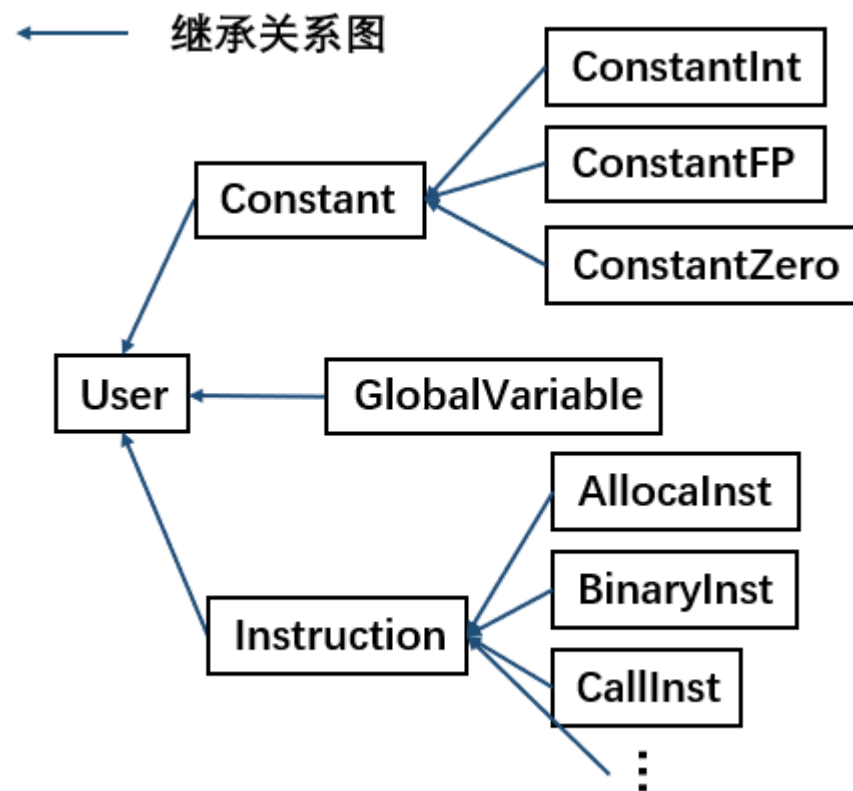 继承关系图
ConstantInt
ConstantFP
Constant
ConstantZero
User
GlobalVariable
AllocaInst
BinaryInst
Instruction
CallInst
⋮